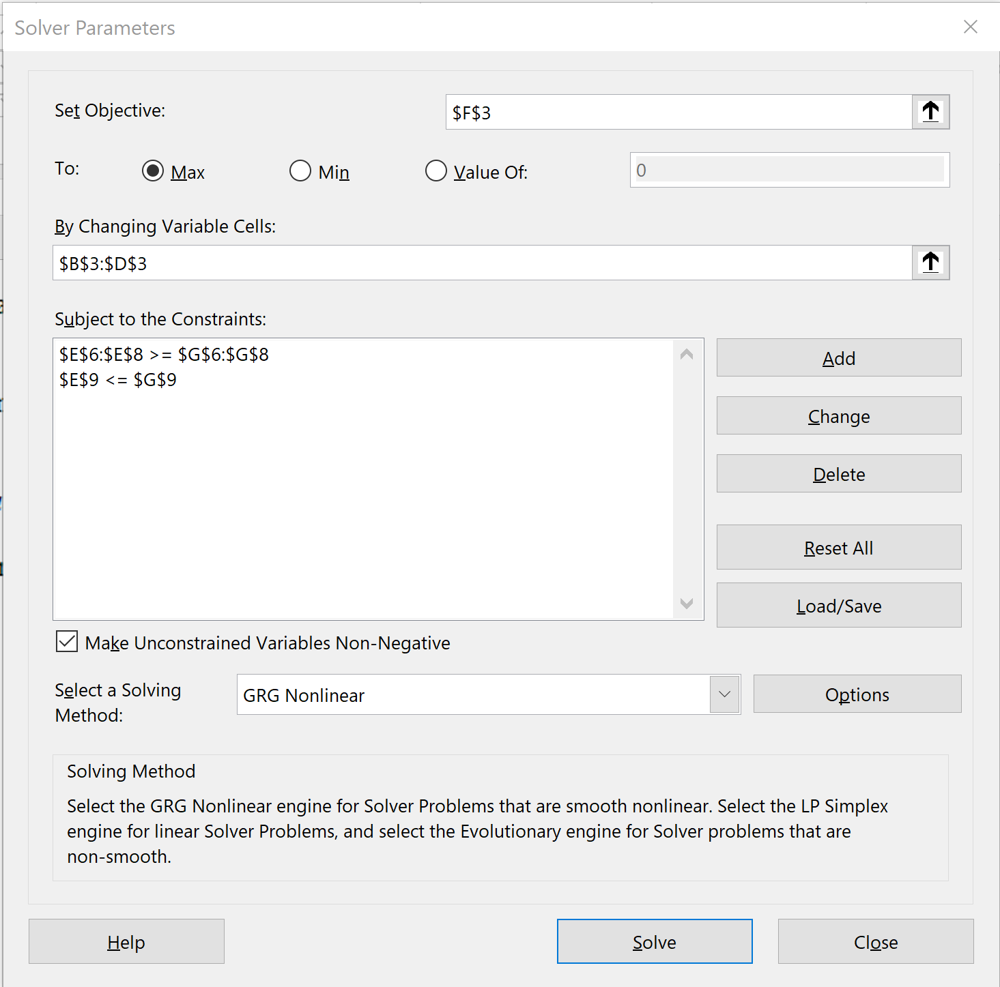 Solver Parameters
Set Objective:
$F$3
To:
Max
Min
Value Of:
0
By Changing Variable Cells:
$B$3:$D$3
Subject to the Constraints:
$E$6:$E$8 >= $G$6:$G$8
$E$9 <= $G$9
Add
Change
Delete
Reset All
Load/Save
Make Unconstrained Variables Non-Negative
Select a Solving
Method:
GRG Nonlinear
Options
Solving Method
Select the GRG Nonlinear engine for Solver Problems that are smooth nonlinear. Select the LP Simplex
engine for linear Solver Problems, and select the Evolutionary engine for Solver problems that are
non-smooth.
Help
Solve
Close